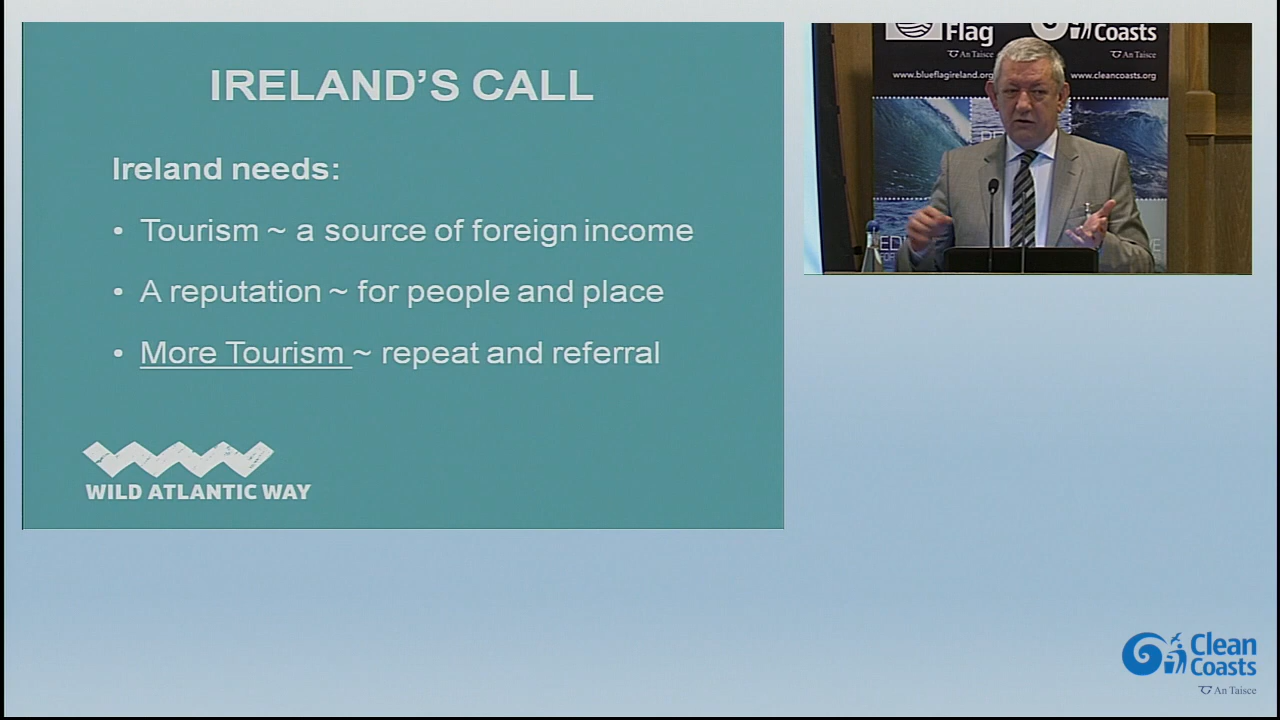 IRELAND'S CALL
Ireland needs:
• Tourism ~ a source of foreign income
• A reputation ~ for people and place
• More Tourism ~ repeat and referral
WILD ATLANTIC WAY
Flag
An Taisce
www.blueflagireland.org
Coasts
An Taisce
www.cleancoasts.org
Clean
Coasts
An Taisce